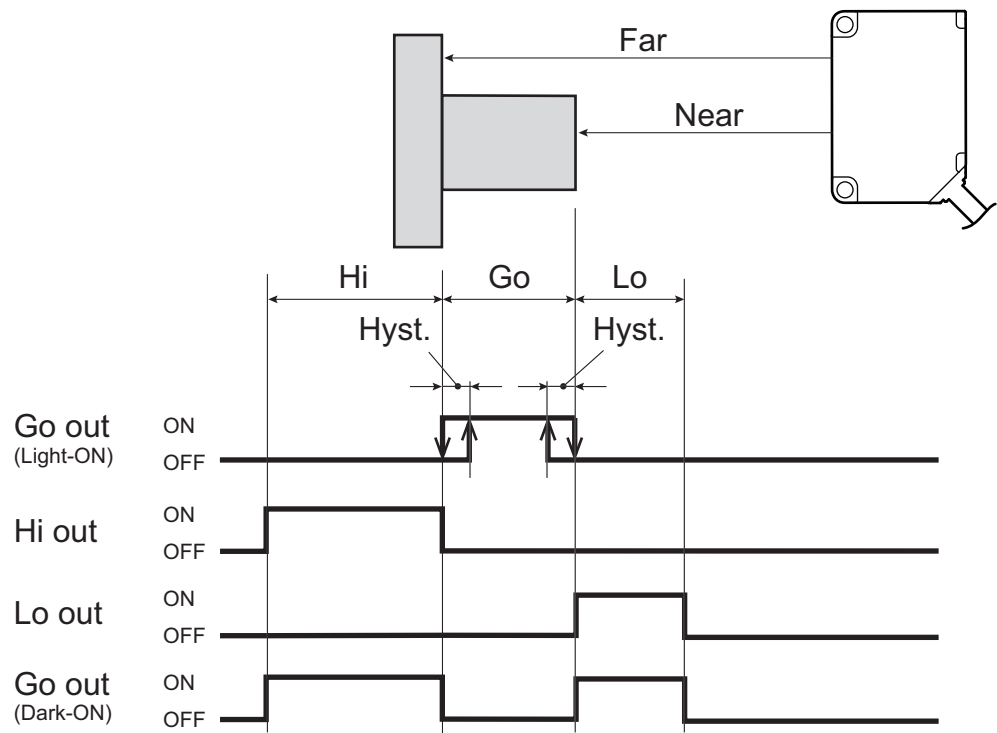 Far
Near
Hi Go Lo
Hyst. Hyst.
Go out ON
(Light-ON) OFF
Hi out ON
OFF
Lo out ON
OFF
Go out ON
(Dark-ON) OFF